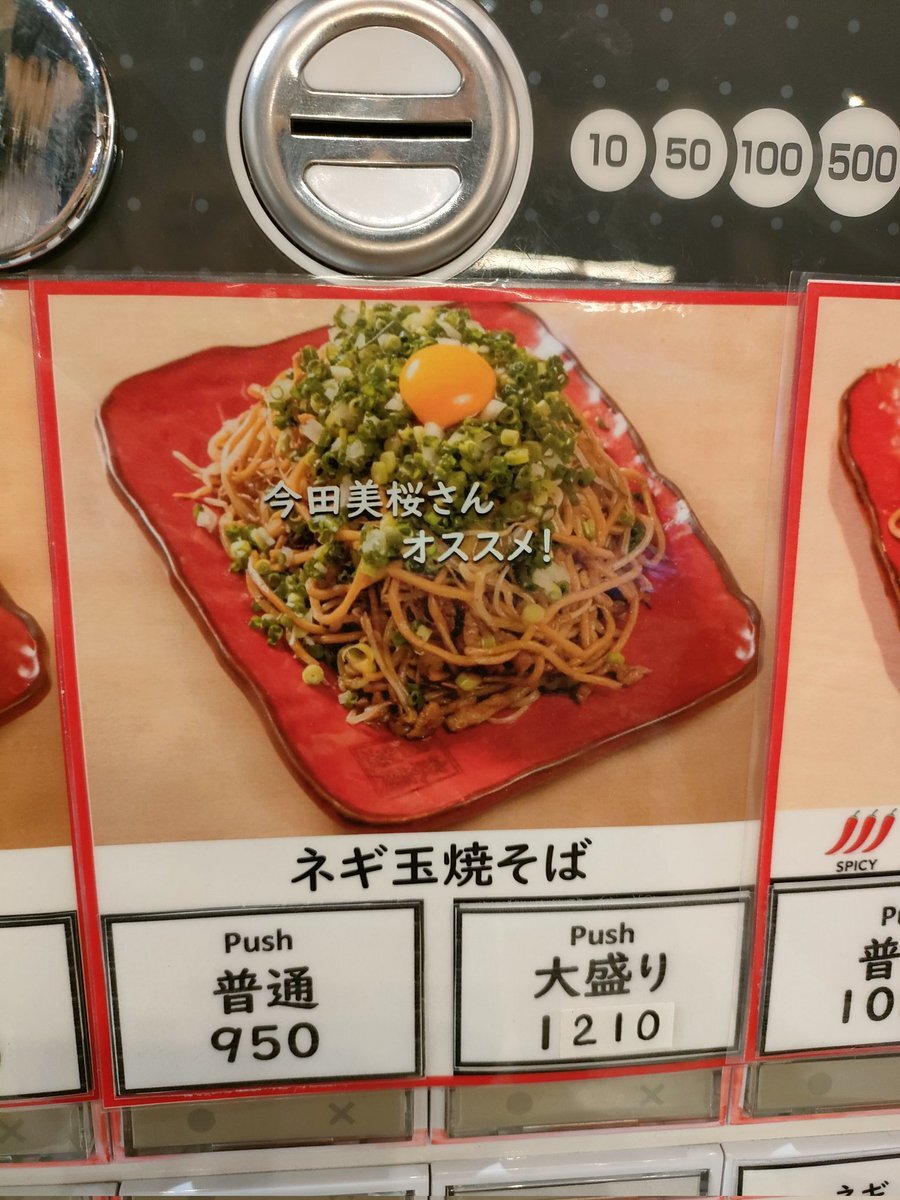 10 50 100 500
今田美桜さん
オススメ!
ネギ玉焼そば
Push
普通
950
Push
大盛り
1210
SPICY